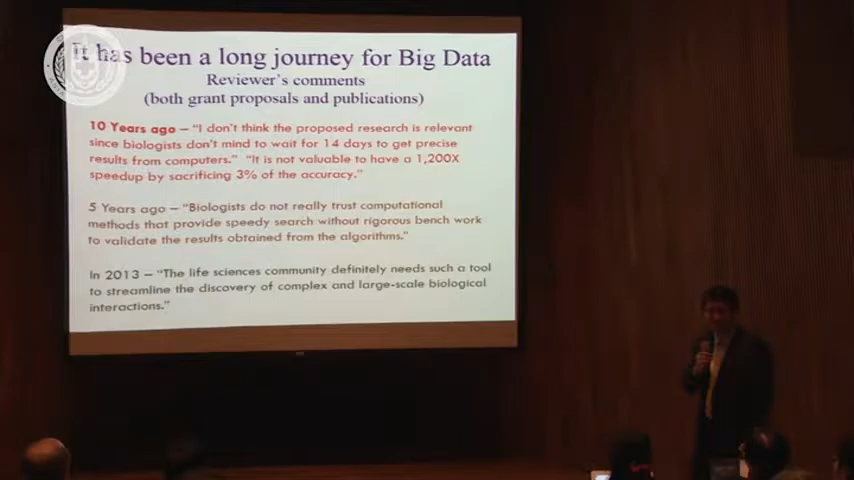 It has been a long journey for Big Data
Reviewer's comments
(both grant proposals and publications)
10 Years ago – "I don't think the proposed research is relevant
since biologists don't mind to wait for 14 days to get precise
results from computers." "It is not valuable to have a 1,200X
speedup by sacrificing 3% of the accuracy."
5 Years ago – "Biologists do not really trust computational
methods that provide speedy search without rigorous bench work
to validate the results obtained from the algorithms."
In 2013 – "The life sciences community definitely needs such a tool
to streamline the discovery of complex and large-scale biological
interactions."